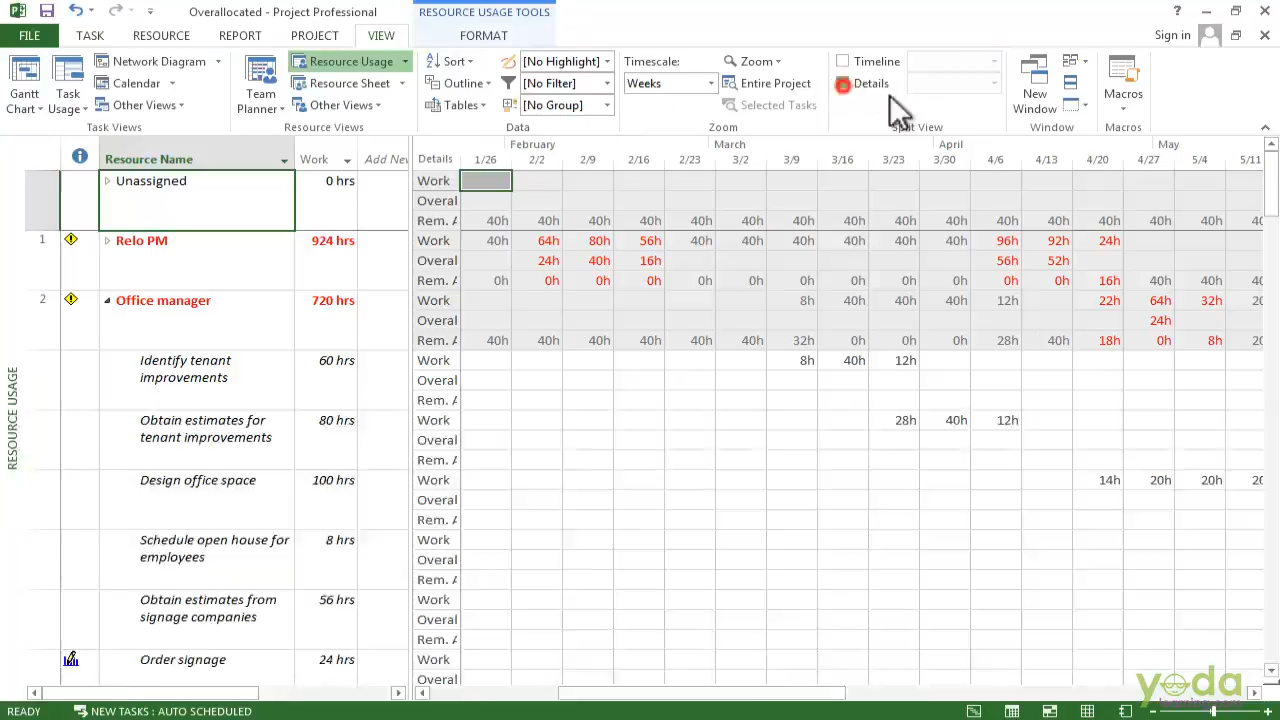 Overallocated - Project Professional
RESOURCE USAGE TOOLS
FILE TASK RESOURCE REPORT PROJECT VIEW FORMAT
Sign in
Gantt Chart
Task Usage
Network Diagram
Calendar
Other Views
Task Views
Team Planner
Resource Usage
Resource Sheet
Other Views
Resource Views
Sort
Outline
Tables
[No Highlight]
[No Filter]
[No Group]
Data
Timescale:
Weeks
Zoom
Entire Project
Selected Tasks
Zoom
Timeline
Details
Split View
New Window
Window
Macros
Macros
February March April May
Resource Name Work Add New Details 1/26 2/2 2/9 2/16 2/23 3/2 3/9 3/16 3/23 3/30 4/6 4/13 4/20 4/27 5/4 5/11
Unassigned 0 hrs Work
Overal
Rem. A 40h 40h 40h 40h 40h 40h 40h 40h 40h 40h 40h 40h 40h 40h 40h
1 Relo PM 924 hrs Work 40h 64h 80h 56h 40h 40h 40h 40h 40h 40h 96h 92h 24h
Overal 24h 40h 16h 56h 52h
Rem. A 0h 0h 0h 0h 0h 0h 0h 0h 0h 0h 0h 0h 16h 40h 40h
2 Office manager 720 hrs Work 8h 40h 40h 40h 12h 22h 64h 32h
Overal 24h
Rem. A 40h 40h 40h 40h 40h 40h 32h 0h 0h 0h 28h 40h 18h 0h 8h
Identify tenant improvements 60 hrs Work 8h 40h 12h
Overal
Rem. A
Obtain estimates for tenant improvements 80 hrs Work 28h 40h 12h
Overal
Rem. A
Design office space 100 hrs Work 14h 20h 20h
Overal
Rem. A
Schedule open house for employees 8 hrs Work
Overal
Rem. A
Obtain estimates from signage companies 56 hrs Work
Overal
Rem. A
Order signage 24 hrs Work
Overal
RESOURCE USAGE
yoda
learning.com
READY NEW TASKS : AUTO SCHEDULED